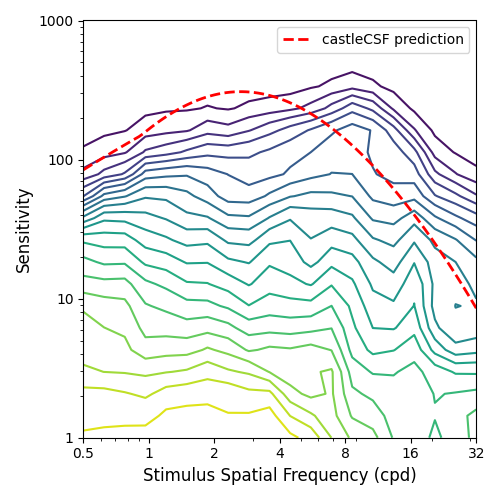 1000
castleCSF prediction
100
Sensitivity
10
1
0.5 1 2 4 8 16 32
Stimulus Spatial Frequency (cpd)